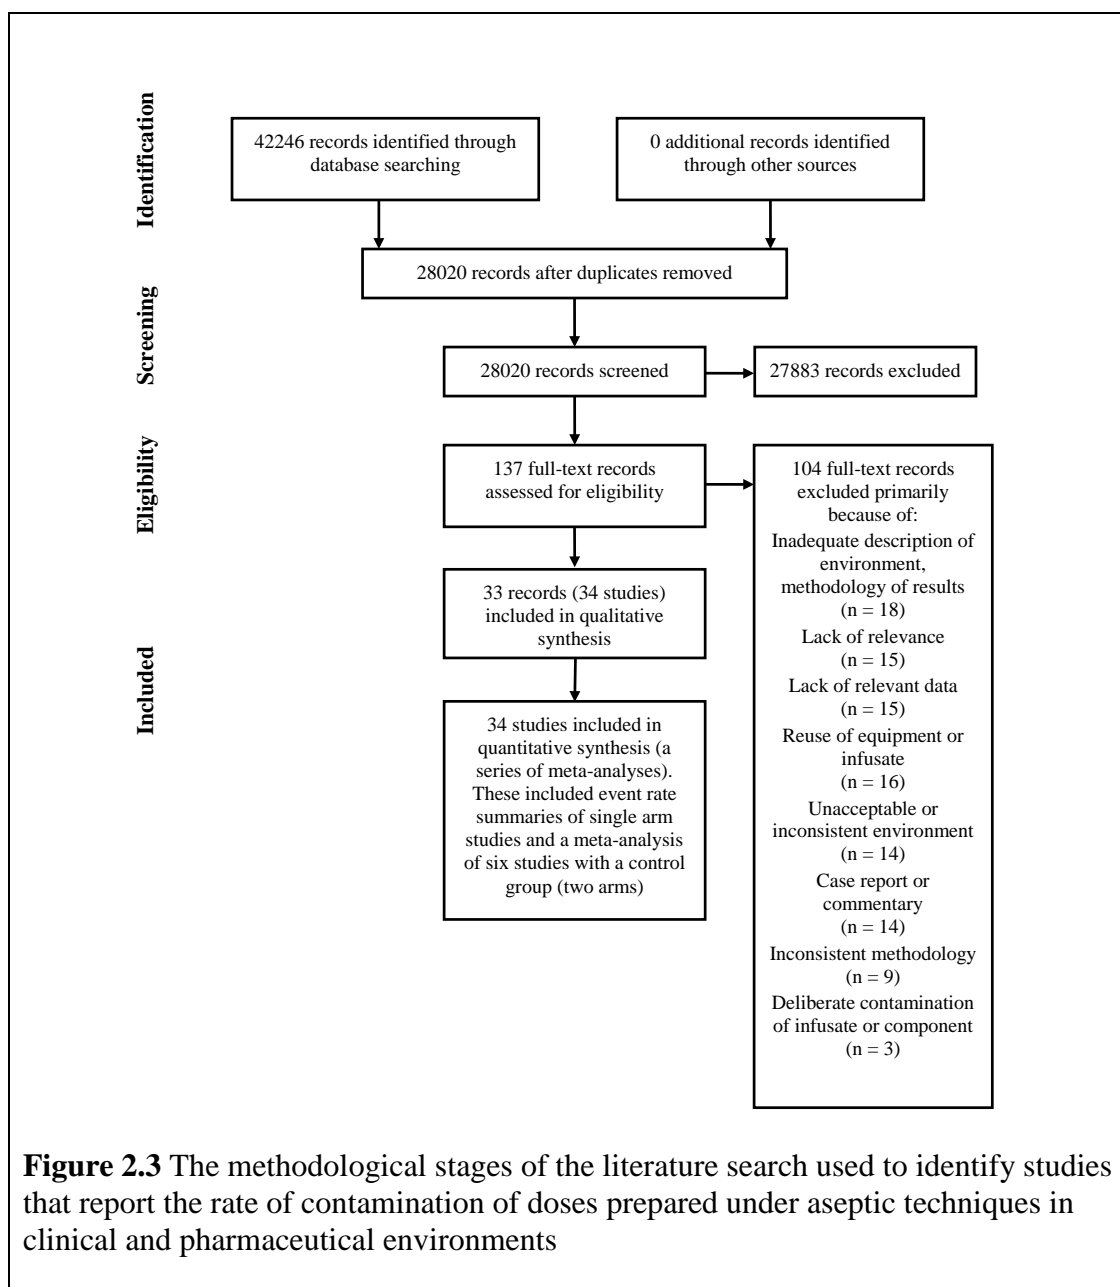 Identification
42246 records identified through
database searching
0 additional records identified
through other sources
28020 records after duplicates removed
Screening
28020 records screened
27883 records excluded
Eligibility
137 full-text records
assessed for eligibility
104 full-text records
excluded primarily
because of:
Inadequate description of
environment,
methodology of results
(n = 18)
Lack of relevance
(n = 15)
Lack of relevant data
(n = 15)
Reuse of equipment or
infusate
(n = 16)
Unacceptable or
inconsistent environment
(n = 14)
Case report or
commentary
(n = 14)
Inconsistent methodology
(n = 9)
Deliberate contamination
of infusate or component
(n = 3)
Included
33 records (34 studies)
included in qualitative
synthesis
34 studies included in
quantitative synthesis (a
series of meta-analyses).
These included event rate
summaries of single arm
studies and a meta-analysis
of six studies with a control
group (two arms)
Figure 2.3 The methodological stages of the literature search used to identify studies
that report the rate of contamination of doses prepared under aseptic techniques in
clinical and pharmaceutical environments